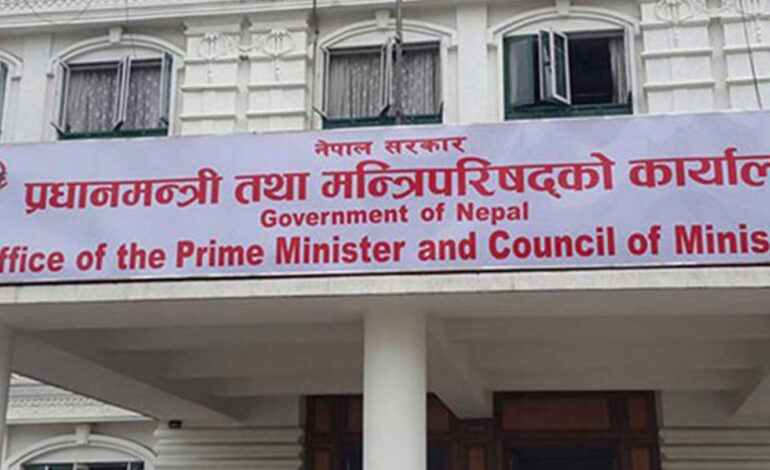 नेपाल सरकार
प्रधानमन्त्री तथा मन्त्रिपरिषद्को कार्याल
Government of Nepal
ffice of the Prime Minister and Council of Minis